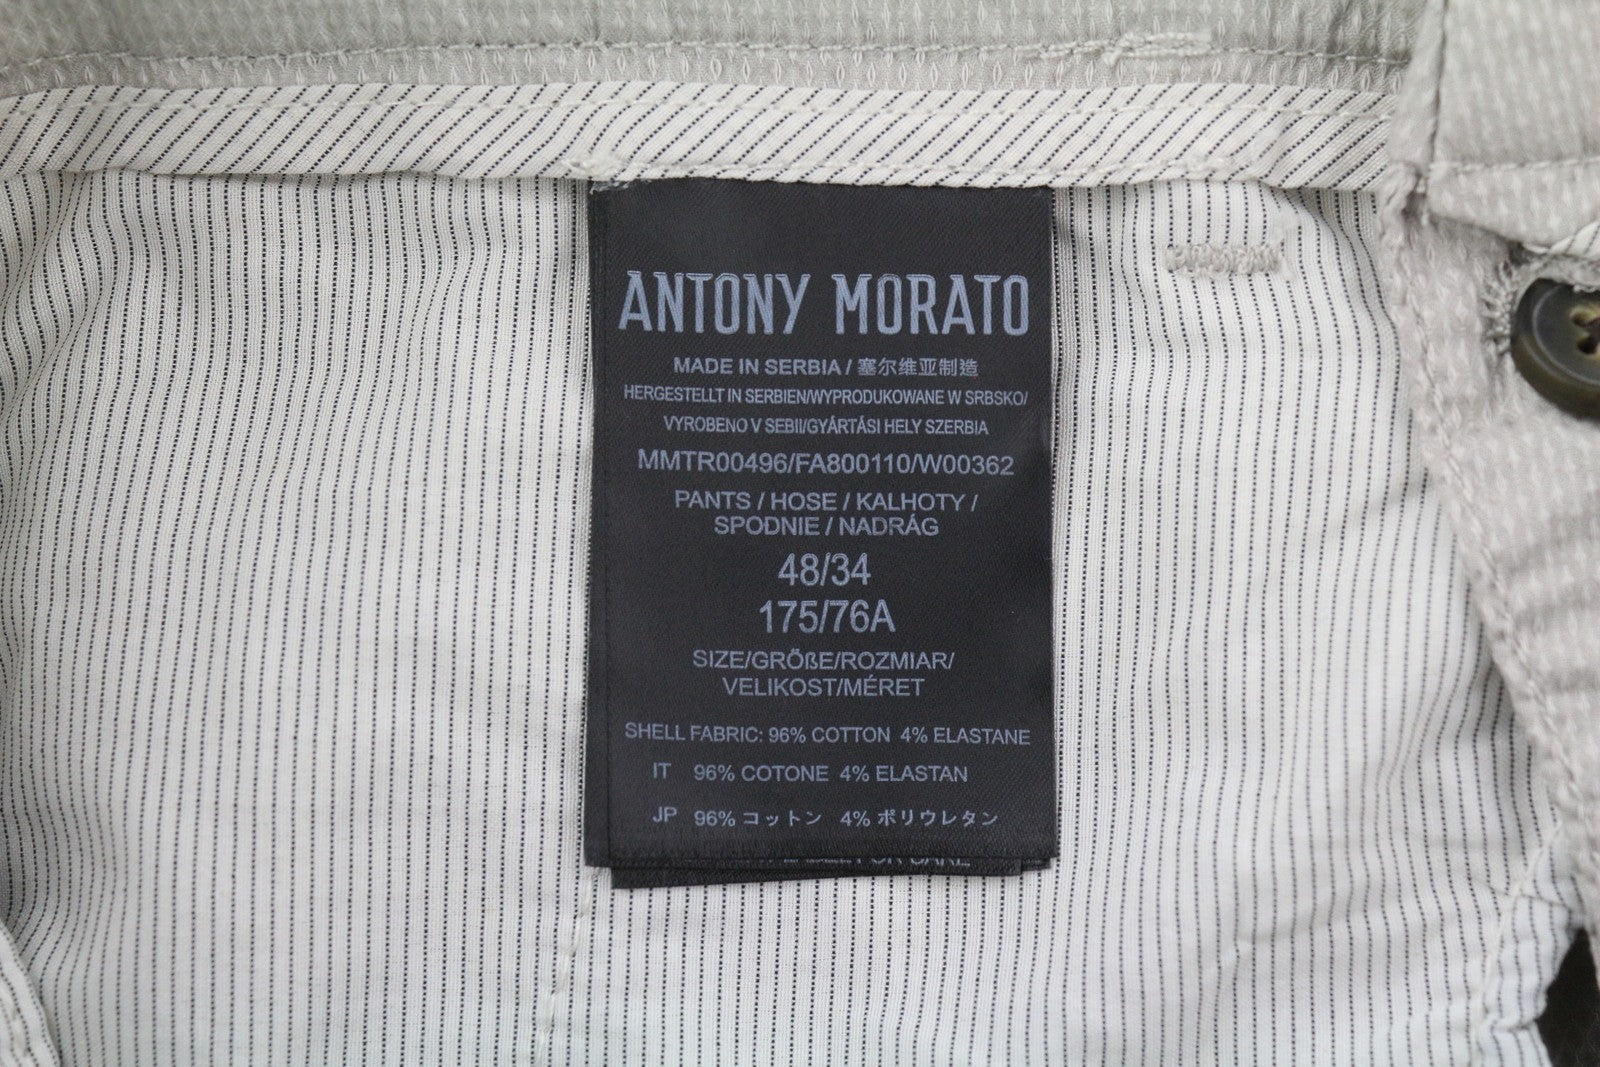 ANTONY MORATO
MADE IN SERBIA / 塞尔维亚制造
HERGESTELLT IN SERBIEN/WYPRODUKOWANE W SRBSKO/
VYROBENO V SEBII/GYÁRTÁSI HELY SZERBIA
MMTR00496/FA800110/W00362
PANTS / HOSE / KALHOTY /
SPODNIE / NADRÁG
48/34
175/76A
SIZE/GRÖßE/ROZMIAR/
VELIKOST/MÉRET
SHELL FABRIC: 96% COTTON 4% ELASTANE
IT 96% COTONE 4% ELASTAN
JP 96% コットン 4% ポリウレタン
FOR CARE